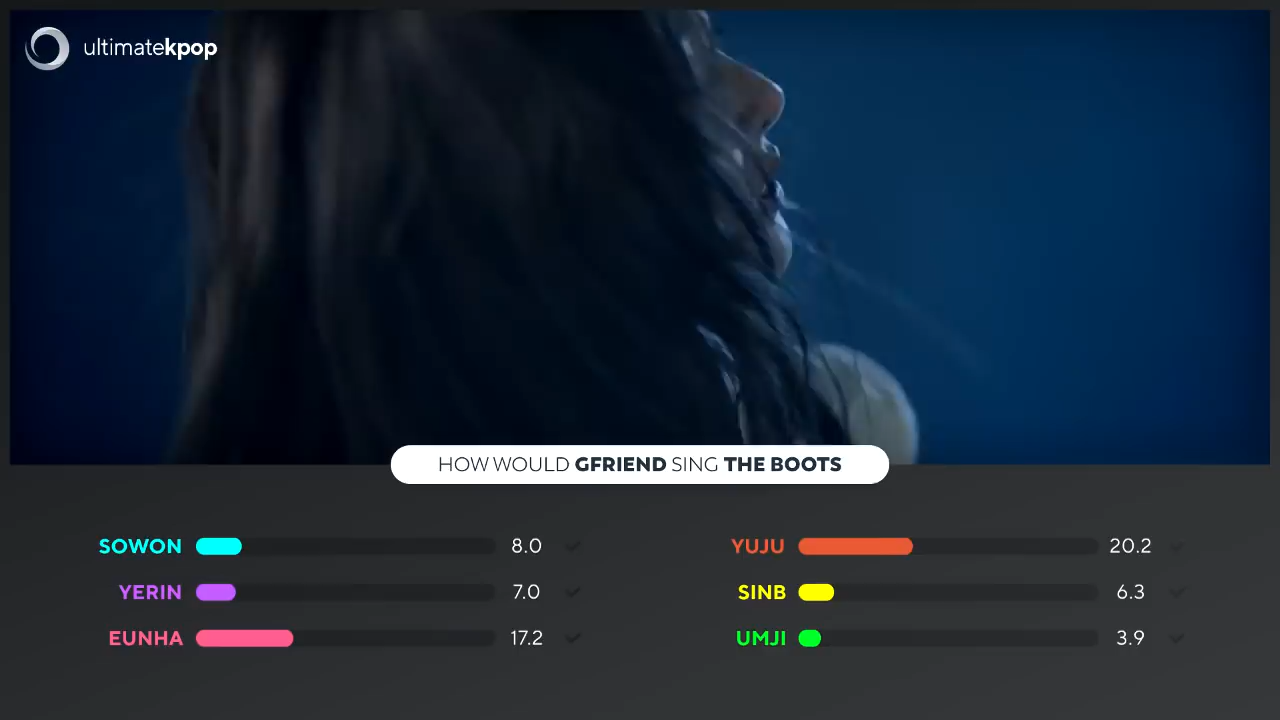 ultimatekpop
HOW WOULD GFRIEND SING THE BOOTS
SOWON 8.0
YERIN 7.0
EUNHA 17.2
YUJU 20.2
SINB 6.3
UMJI 3.9